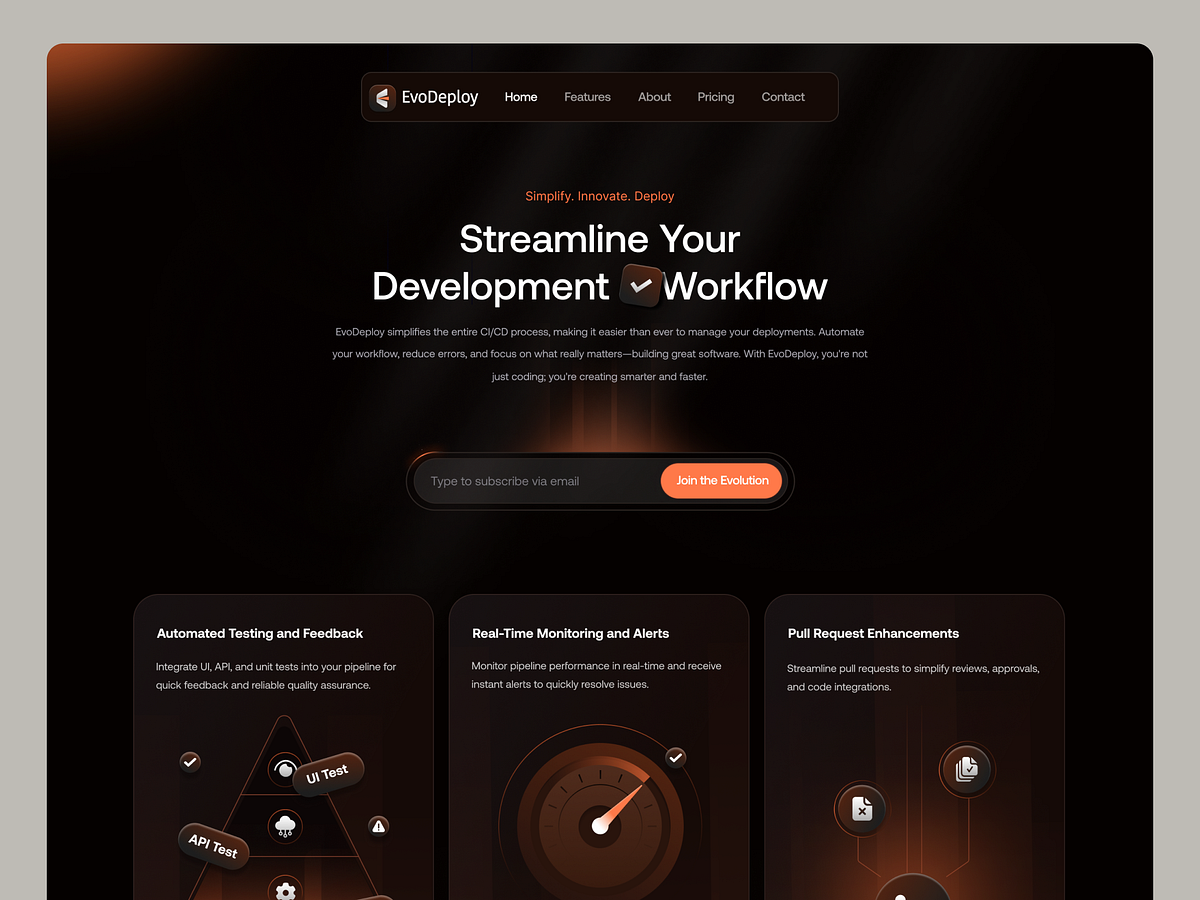 EvoDeploy Home Features About Pricing Contact
Simplify. Innovate. Deploy
Streamline Your
Development Workflow
EvoDeploy simplifies the entire CI/CD process, making it easier than ever to manage your deployments. Automate
your workflow, reduce errors, and focus on what really matters—building great software. With EvoDeploy, you're not
just coding; you're creating smarter and faster.
Type to subscribe via email
Join the Evolution
Automated Testing and Feedback
Integrate UI, API, and unit tests into your pipeline for
quick feedback and reliable quality assurance.
UI Test
API Test
Real-Time Monitoring and Alerts
Monitor pipeline performance in real-time and receive
instant alerts to quickly resolve issues.
Pull Request Enhancements
Streamline pull requests to simplify reviews, approvals,
and code integrations.